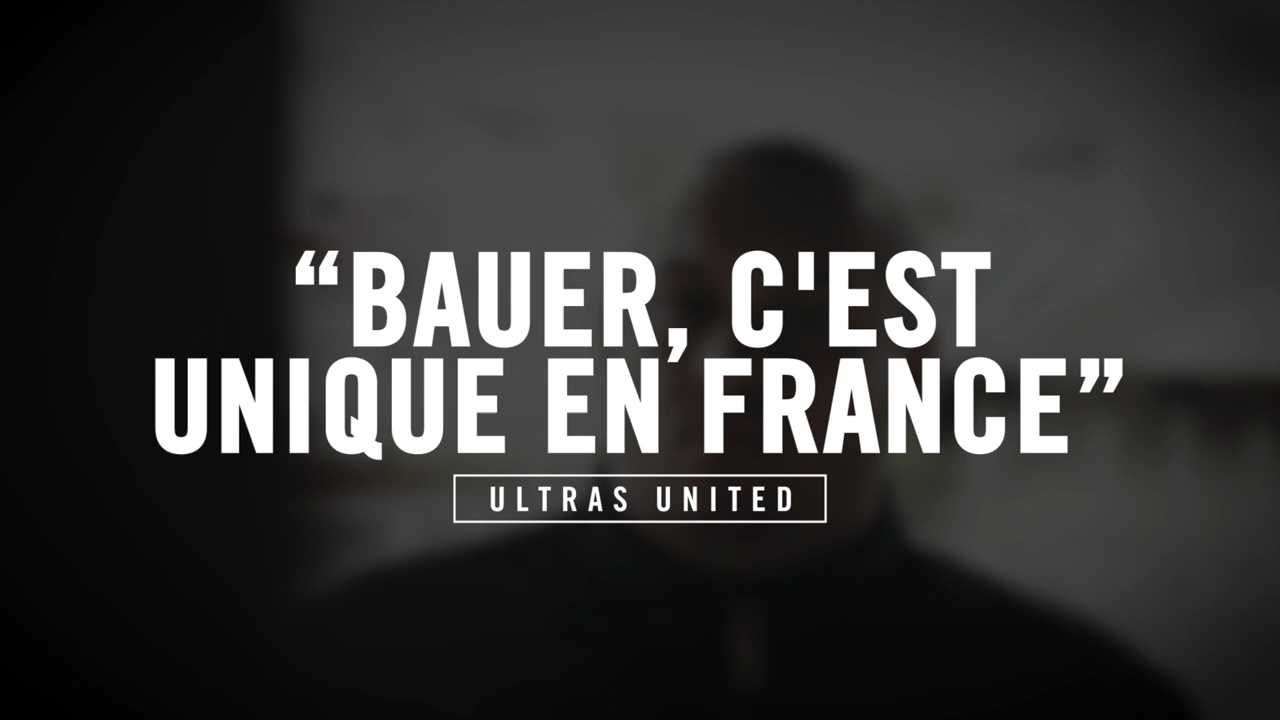 “BAUER, C'EST
UNIQUE EN FRANCE”
ULTRAS UNITED